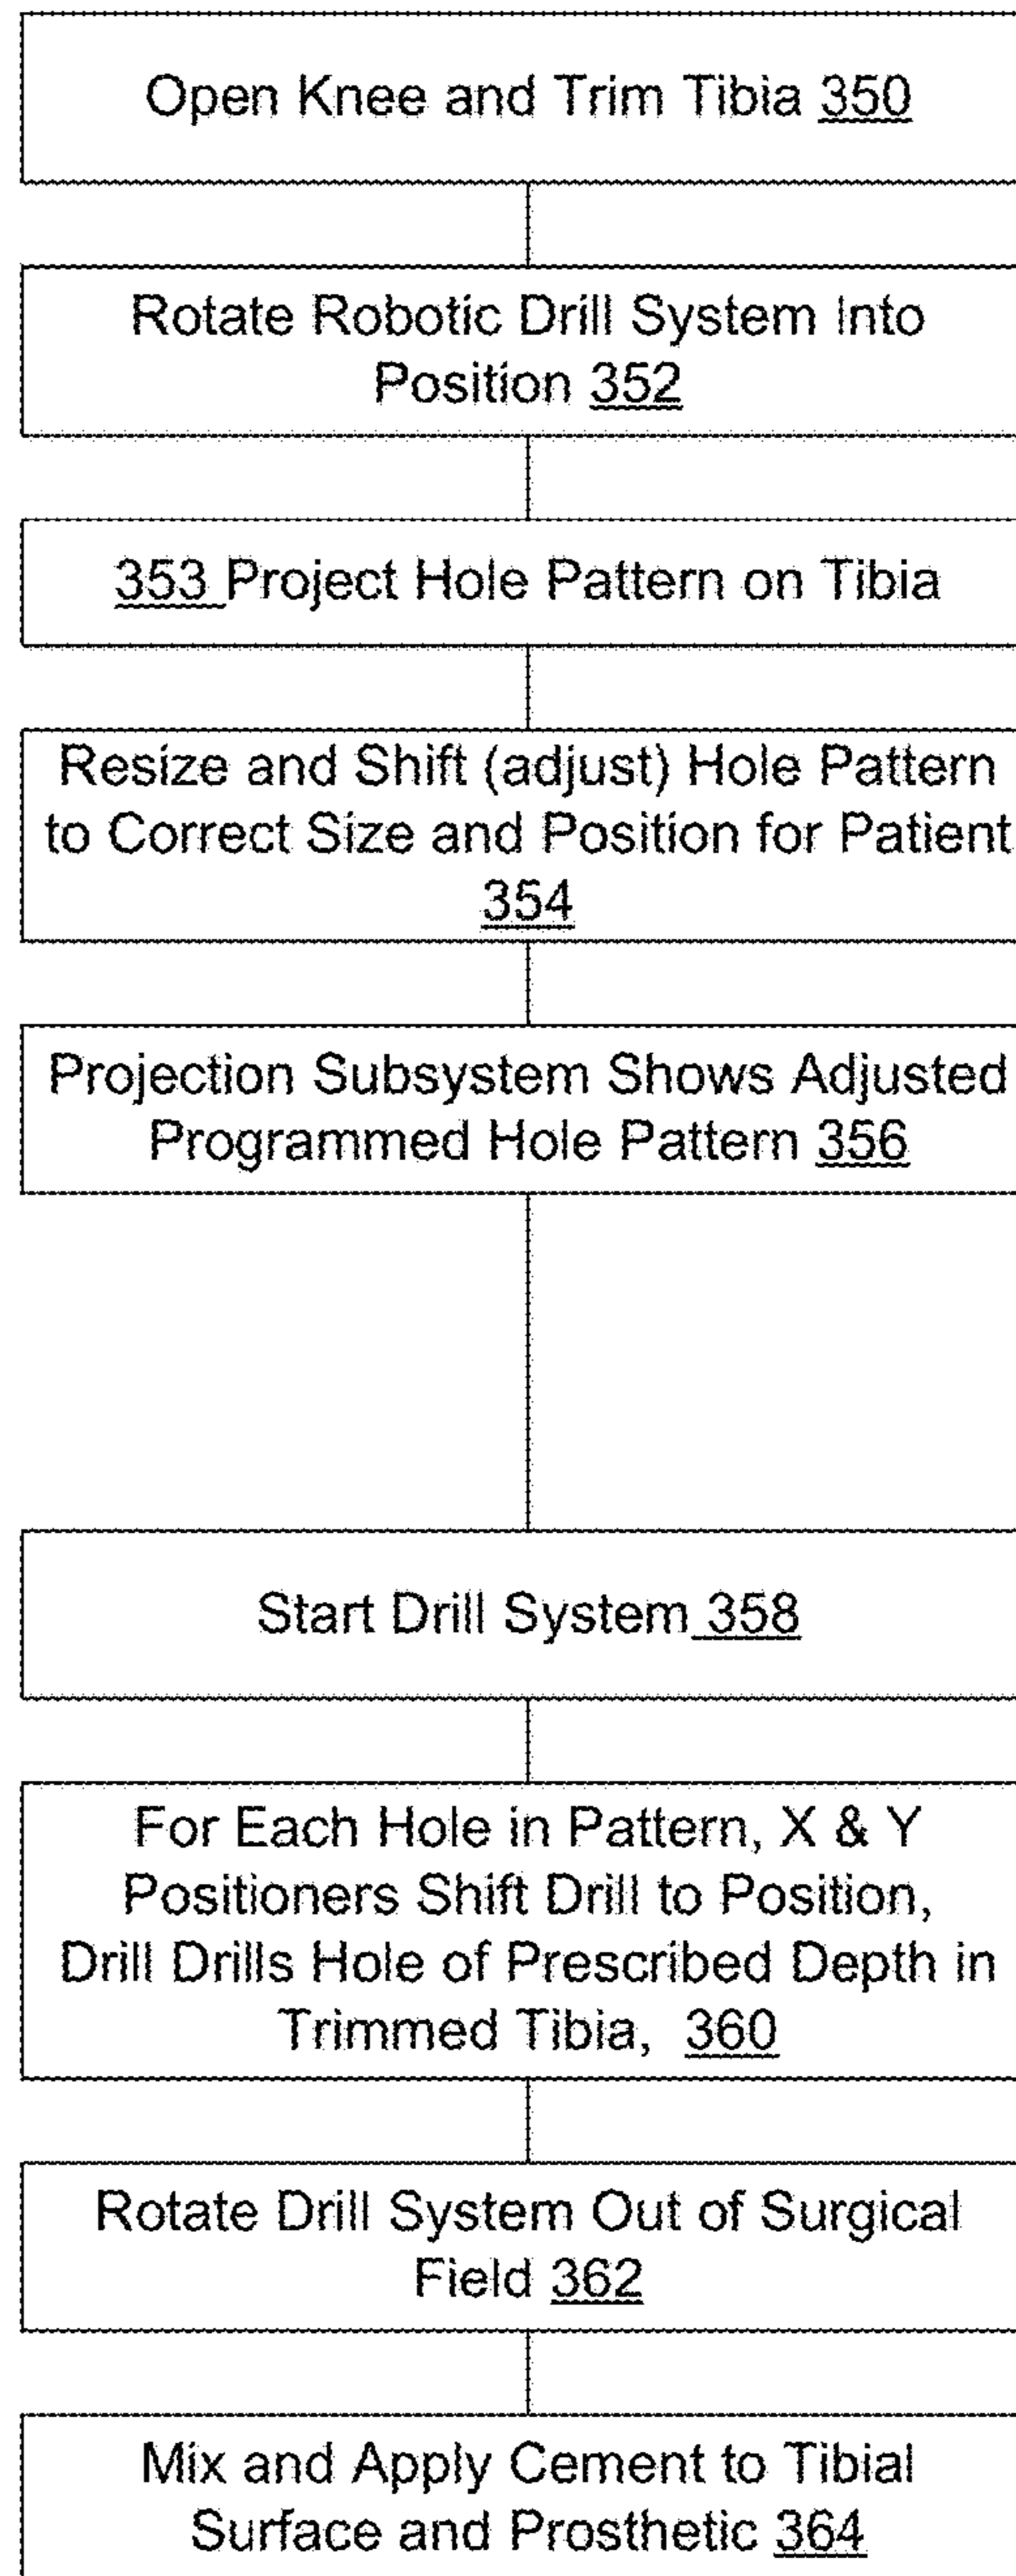 Open Knee and Trim Tibia 350
Rotate Robotic Drill System Into
Position 352
353 Project Hole Pattern on Tibia
Resize and Shift (adjust) Hole Pattern
to Correct Size and Position for Patient
354
Projection Subsystem Shows Adjusted
Programmed Hole Pattern 356
Start Drill System 358
For Each Hole in Pattern, X & Y
Positioners Shift Drill to Position,
Drill Drills Hole of Prescribed Depth in
Trimmed Tibia, 360
Rotate Drill System Out of Surgical
Field 362
Mix and Apply Cement to Tibial
Surface and Prosthetic 364